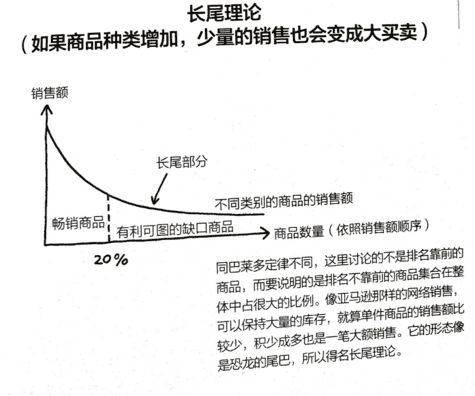 长尾理论
（如果商品种类增加，少量的销售也会变成大买卖）
销售额
长尾部分
不同类别的商品的销售额
畅销商品
有利可图的缺口商品
商品数量（依照销售额顺序）
20%
同巴莱多定律不同，这里讨论的不是排名靠前的
商品，而要说明的是排名不靠前的商品集合在整
体中占很大的比例。像亚马逊那样的网络销售，
可以保持大量的库存，就算单件商品的销售额比
较少，积少成多也是一笔大额销售。它的形态像
是恐龙的尾巴，所以得名长尾理论。